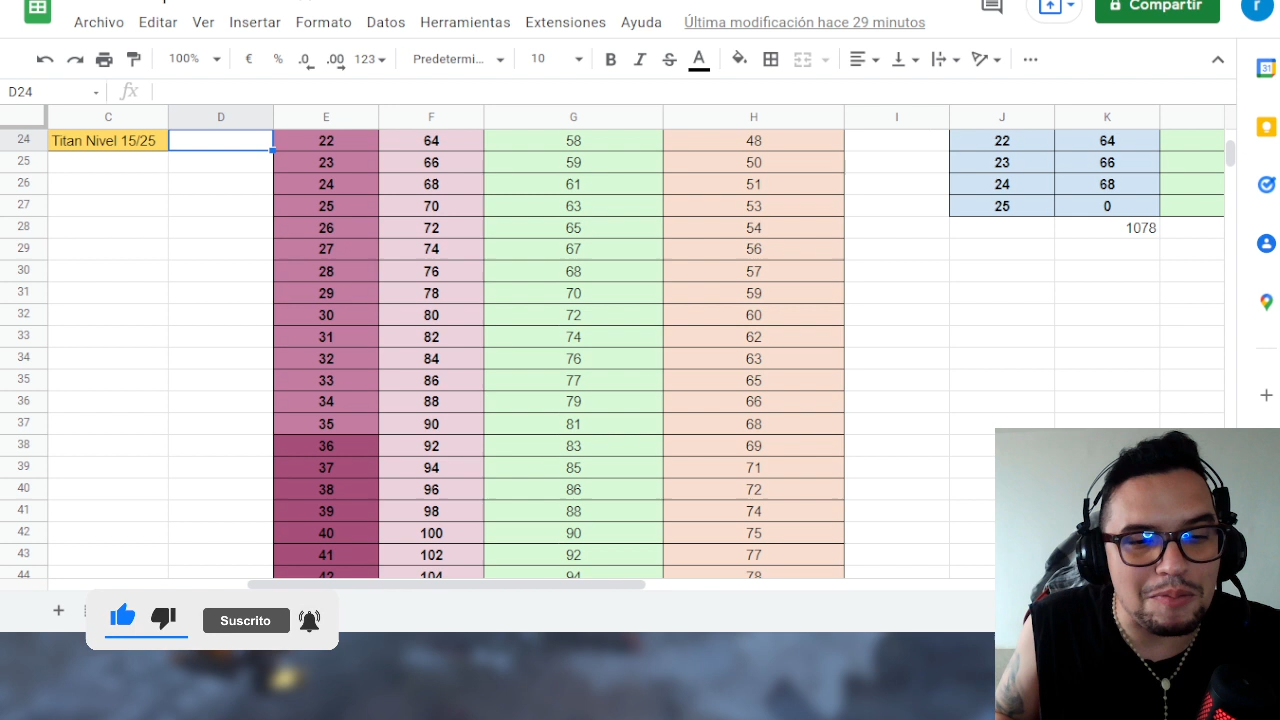 Archivo Editar Ver Insertar Formato Datos Herramientas Extensiones Ayuda Última modificación hace 29 minutos Compartir r
100% € % .0 .00 123 Predetermi... 10 B I S A ...
D24 fx
C D E F G H I J K
24 Titan Nivel 15/25 22 64 58 48 22 64
25 23 66 59 50 23 66
26 24 68 61 51 24 68
27 25 70 63 53 25 0
28 26 72 65 54 1078
29 27 74 67 56
30 28 76 68 57
31 29 78 70 59
32 30 80 72 60
33 31 82 74 62
34 32 84 76 63
35 33 86 77 65
36 34 88 79 66
37 35 90 81 68
38 36 92 83 69
39 37 94 85 71
40 38 96 86 72
41 39 98 88 74
42 40 100 90 75
43 41 102 92 77
44 42 104 94 78
Suscrito
31